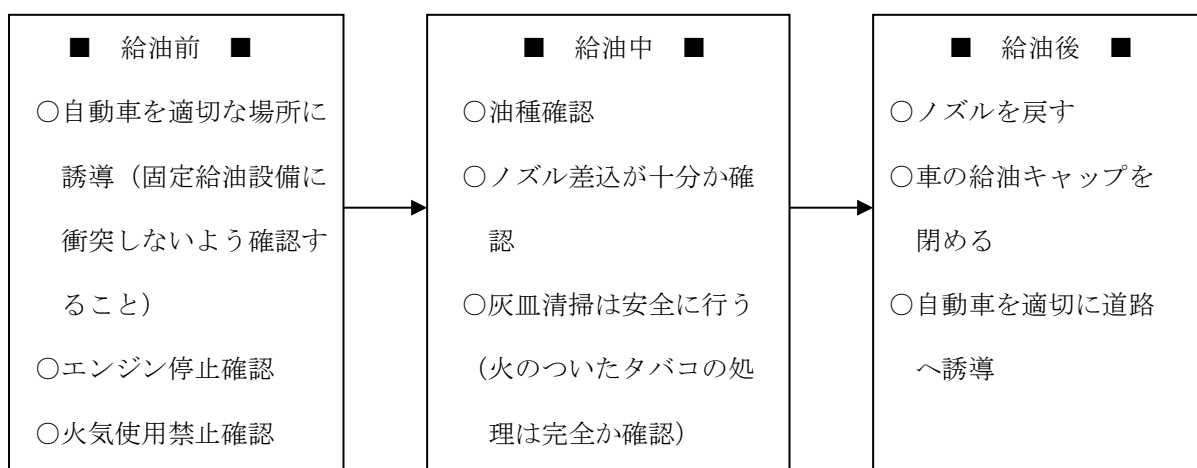 ■ 給油前 ■
○自動車を適切な場所に
誘導（固定給油設備に
衝突しないよう確認す
ること）
○エンジン停止確認
○火気使用禁止確認
■ 給油中 ■
○油種確認
○ノズル差込が十分か確
認
○灰皿清掃は安全に行う
（火のついたタバコの処
理は完全か確認）
■ 給油後 ■
○ノズルを戻す
○車の給油キャップを
閉める
○自動車を適切に道路
へ誘導